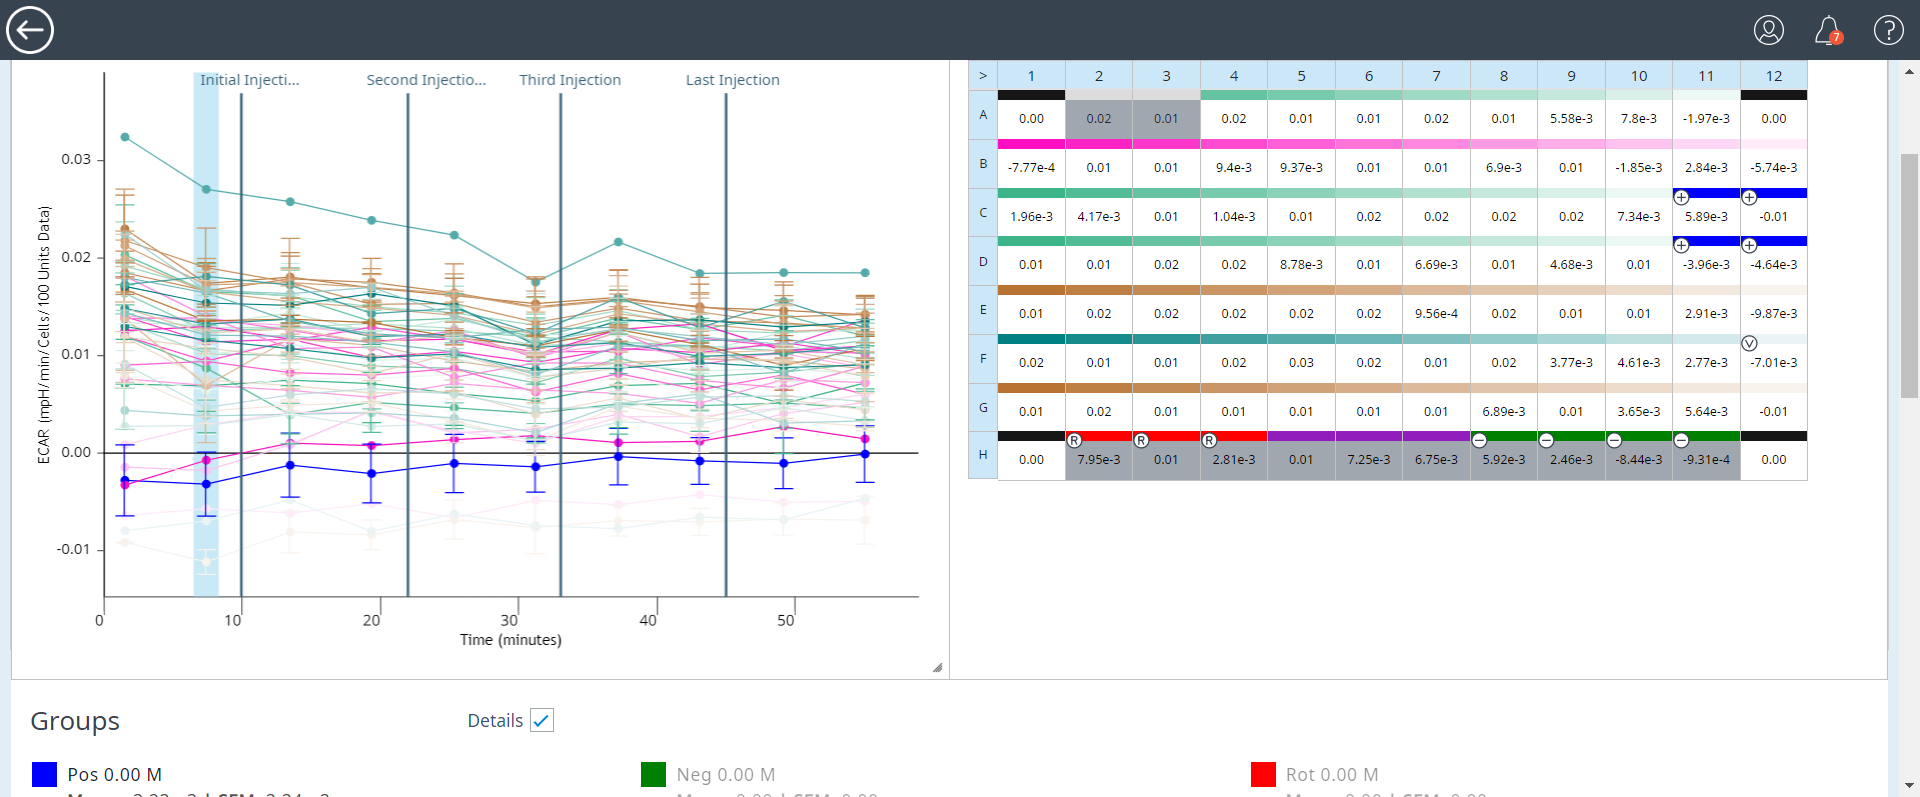 7
Initial Injecti...
Second Injectio...
Third Injection
Last Injection
ECAR (mpH/min/Cells/100 Units Data)
0.03
0.02
0.01
0.00
-0.01
0 10 20 30 40 50
Time (minutes)
> 1 2 3 4 5 6 7 8 9 10 11 12
A 0.00 0.02 0.01 0.02 0.01 0.01 0.02 0.01 5.58e-3 7.8e-3 -1.97e-3 0.00
B -7.77e-4 0.01 0.01 9.4e-3 9.37e-3 0.01 0.01 6.9e-3 0.01 -1.85e-3 2.84e-3 -5.74e-3
C 1.96e-3 4.17e-3 0.01 1.04e-3 0.01 0.02 0.02 0.02 0.02 7.34e-3 5.89e-3 -0.01
D 0.01 0.01 0.02 0.02 8.78e-3 0.01 6.69e-3 0.01 4.68e-3 0.01 -3.96e-3 -4.64e-3
E 0.01 0.02 0.02 0.02 0.02 0.02 9.56e-4 0.02 0.01 0.01 2.91e-3 -9.87e-3
V
F 0.02 0.01 0.01 0.02 0.03 0.02 0.01 0.02 3.77e-3 4.61e-3 2.77e-3 -7.01e-3
G 0.01 0.02 0.01 0.01 0.01 0.01 0.01 6.89e-3 0.01 3.65e-3 5.64e-3 -0.01
R R R
H 0.00 7.95e-3 0.01 2.81e-3 0.01 7.25e-3 6.75e-3 5.92e-3 2.46e-3 -8.44e-3 -9.31e-4 0.00
Groups
Details
Pos 0.00 M
Neg 0.00 M
Rot 0.00 M